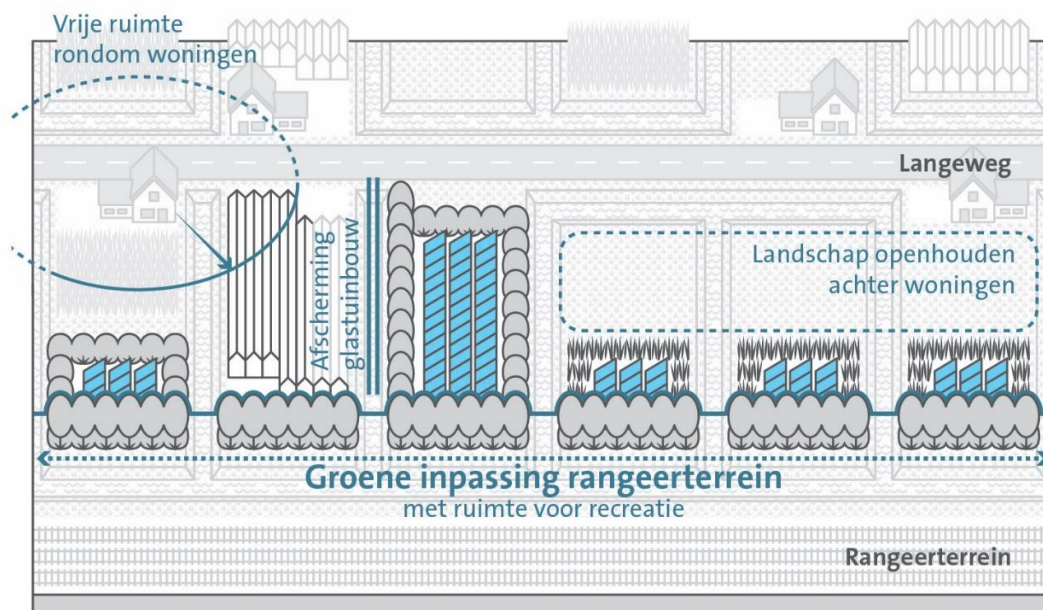 Vrije ruimte
rondom woningen
Langeweg
Afscherming
glastuinbouw
Landschap openhouden
achter woningen
Groene inpassing rangeerterrein
met ruimte voor recreatie
Rangeerterrein